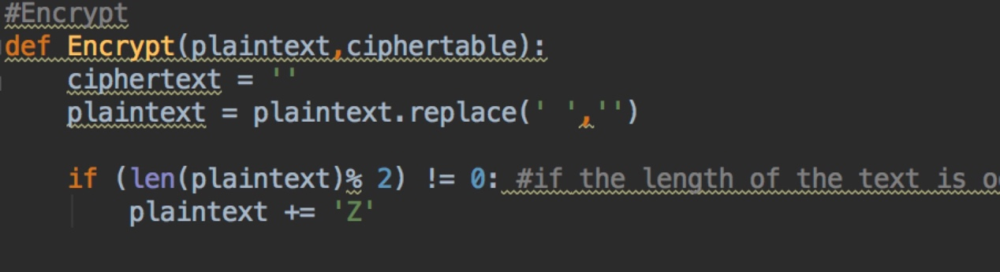 #Encrypt
def Encrypt(plaintext,ciphertable):
    ciphertext = ''
    plaintext = plaintext.replace(' ','')
    if (len(plaintext)% 2) != 0: #if the length of the text is
        plaintext += 'Z'